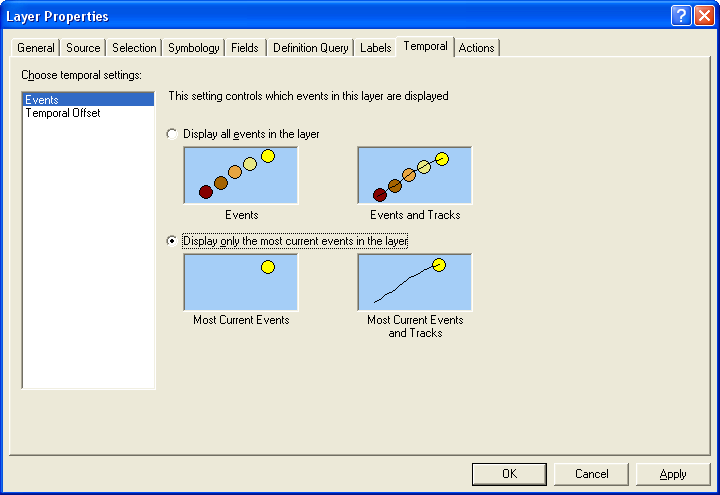 Layer Properties
General Source Selection Symbology Fields Definition Query Labels Temporal Actions
Choose temporal settings:
Events
Temporal Offset
This setting controls which events in this layer are displayed
Display all events in the layer
Events Events and Tracks
Display only the most current events in the layer
Most Current Events Most Current Events
and Tracks
OK Cancel Apply